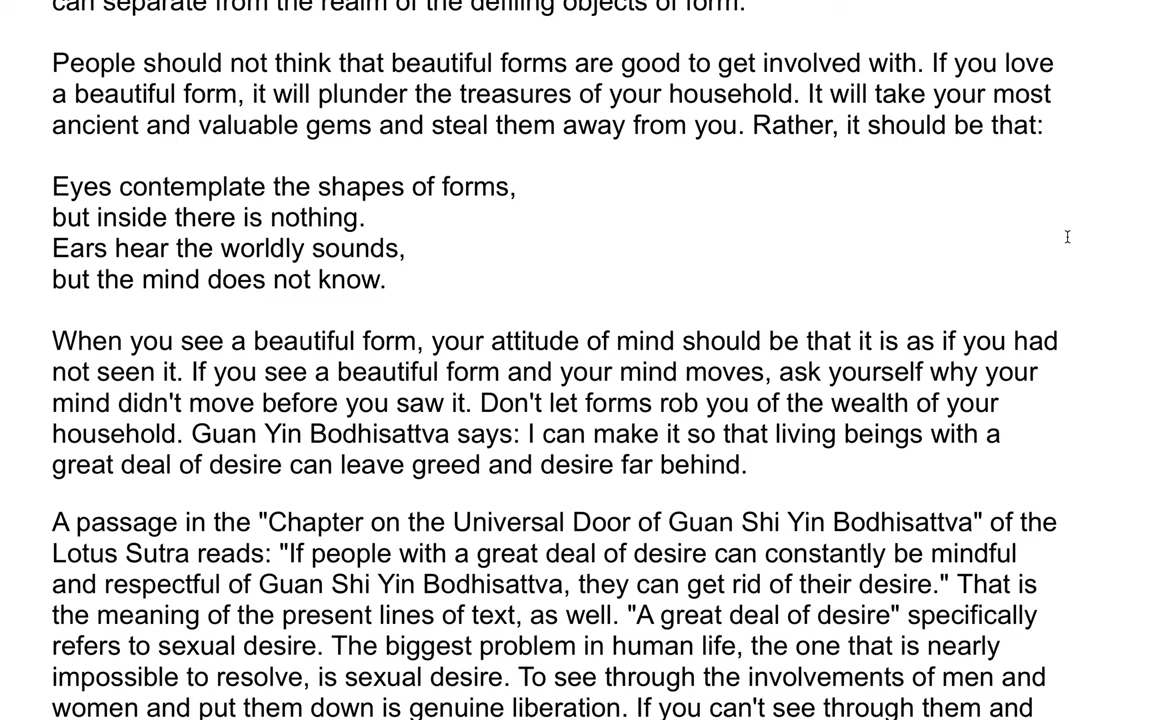 can separate from the realm of the defiling objects of form.
People should not think that beautiful forms are good to get involved with. If you love
a beautiful form, it will plunder the treasures of your household. It will take your most
ancient and valuable gems and steal them away from you. Rather, it should be that:
Eyes contemplate the shapes of forms,
but inside there is nothing.
Ears hear the worldly sounds,
but the mind does not know.
When you see a beautiful form, your attitude of mind should be that it is as if you had
not seen it. If you see a beautiful form and your mind moves, ask yourself why your
mind didn't move before you saw it. Don't let forms rob you of the wealth of your
household. Guan Yin Bodhisattva says: I can make it so that living beings with a
great deal of desire can leave greed and desire far behind.
A passage in the "Chapter on the Universal Door of Guan Shi Yin Bodhisattva" of the
Lotus Sutra reads: "If people with a great deal of desire can constantly be mindful
and respectful of Guan Shi Yin Bodhisattva, they can get rid of their desire." That is
the meaning of the present lines of text, as well. "A great deal of desire" specifically
refers to sexual desire. The biggest problem in human life, the one that is nearly
impossible to resolve, is sexual desire. To see through the involvements of men and
women and put them down is genuine liberation. If you can't see through them and